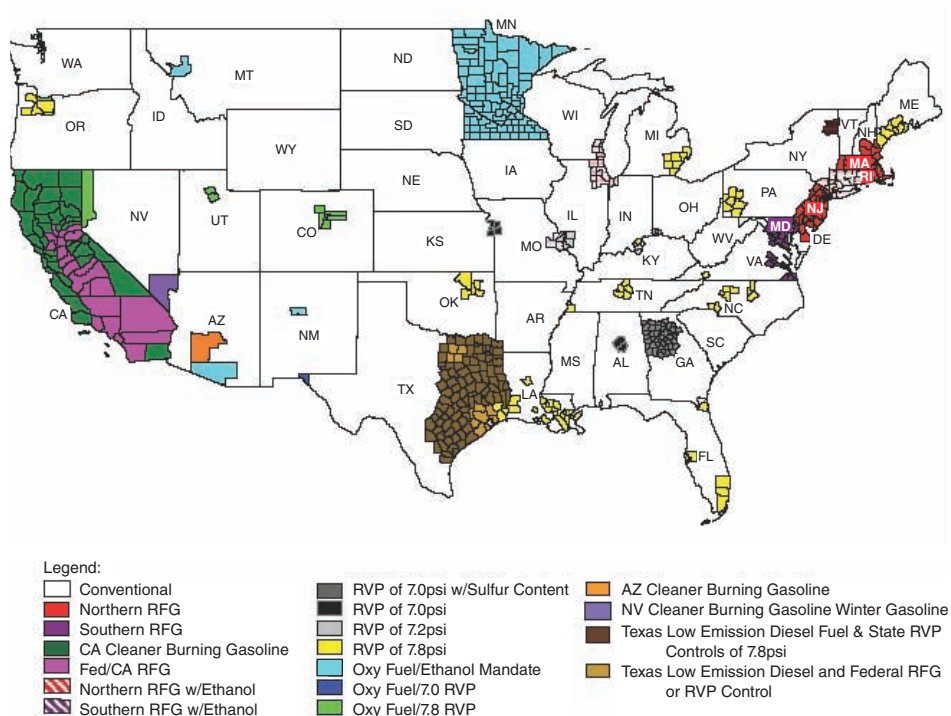 MN
WA
MT
ND
ME
VT
NH
OR
ID
SD
WI
MI
NY
MA
RI
WY
IA
NE
PA
NV
UT
CO
IL
IN
OH
NJ
MD
DE
KS
MO
WV
VA
KY
CA
OK
TN
NC
AZ
NM
AR
SC
MS
AL
GA
TX
LA
FL
Legend:
Conventional
Northern RFG
Southern RFG
CA Cleaner Burning Gasoline
Fed/CA RFG
Northern RFG w/Ethanol
Southern RFG w/Ethanol
RVP of 7.0psi w/Sulfur Content
RVP of 7.0psi
RVP of 7.2psi
RVP of 7.8psi
Oxy Fuel/Ethanol Mandate
Oxy Fuel/7.0 RVP
Oxy Fuel/7.8 RVP
AZ Cleaner Burning Gasoline
NV Cleaner Burning Gasoline Winter Gasoline
Texas Low Emission Diesel Fuel & State RVP
Controls of 7.8psi
Texas Low Emission Diesel and Federal RFG
or RVP Control